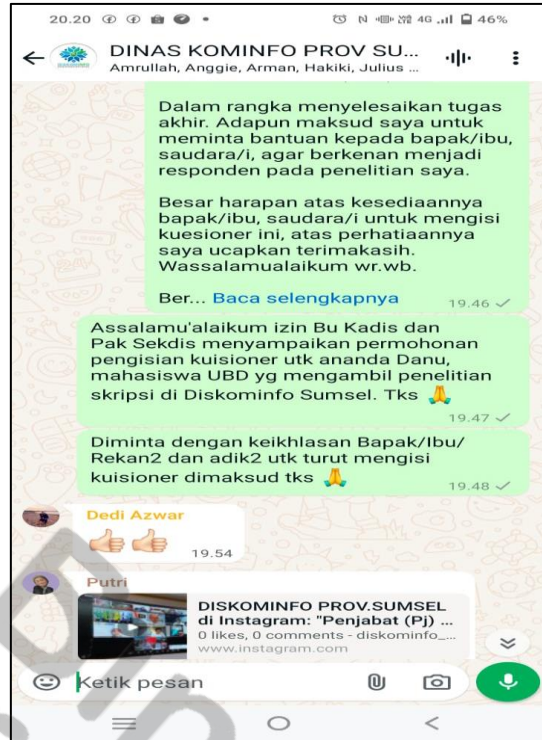 20.20
4G 46%
DINAS KOMINFO PROV SU...
Amrullah, Anggie, Arman, Hakiki, Julius ...
Dalam rangka menyelesaikan tugas
akhir. Adapun maksud saya untuk
meminta bantuan kepada bapak/ibu,
saudara/i, agar berkenan menjadi
responden pada penelitian saya.
Besar harapan atas kesediaannya
bapak/ibu, saudara/i untuk mengisi
kuesioner ini, atas perhatiaannya
saya ucapkan terimakasih.
Wassalamualaikum wr.wb.
Ber... Baca selengkapnya 19.46
Assalamu'alaikum izin Bu Kadis dan
Pak Sekdis menyampaikan permohonan
pengisian kuisioner utk ananda Danu,
mahasiswa UBD yg mengambil penelitian
skripsi di Diskominfo Sumsel. Tks 🙏
19.47
Diminta dengan keikhlasan Bapak/Ibu/
Rekan2 dan adik2 utk turut mengisi
kuisioner dimaksud tks 🙏
19.48
Dedi Azwar
👍🏻👍🏻 19.54
Putri
DISKOMINFO PROV.SUMSEL
di Instagram: "Penjabat (Pj) ...
0 likes, 0 comments - diskominfo_...
www.instagram.com
Ketik pesan